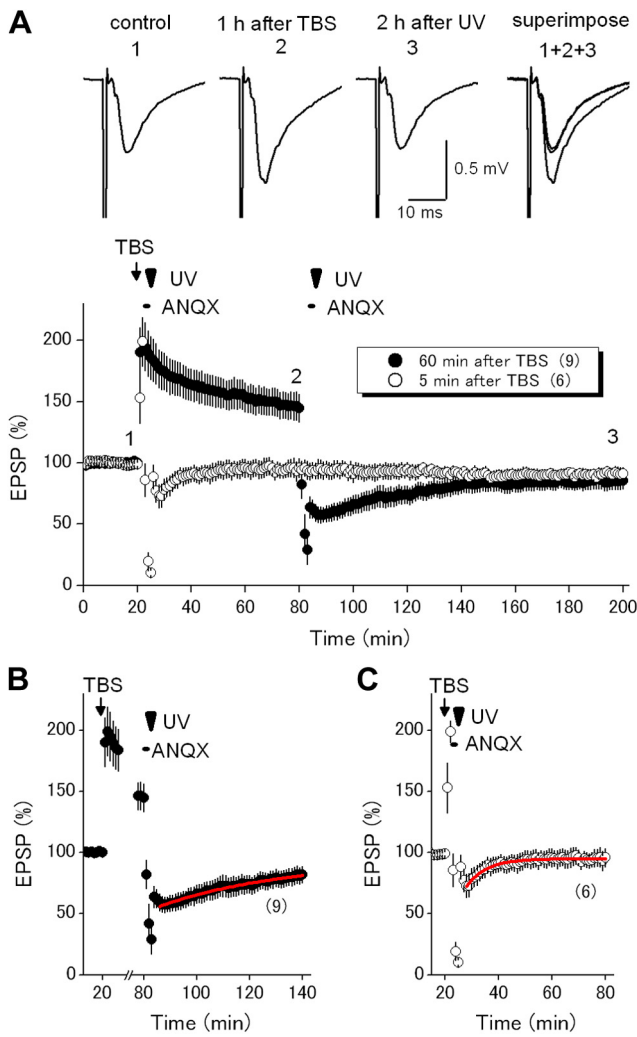 A
control
1
1 h after TBS
2
2 h after UV
3
superimpose
1+2+3
0.5 mV
10 ms
TBS
UV
ANQX
UV
ANQX
60 min after TBS (9)
5 min after TBS (6)
1
2
3
200
150
100
50
0
EPSP (%)
0 20 40 60 80 100 120 140 160 180 200
Time (min)
B
TBS
UV
ANQX
200
150
100
50
0
EPSP (%)
(9)
20 80 100 120 140
Time (min)
C
TBS
UV
ANQX
200
150
100
50
0
EPSP (%)
(6)
20 40 60 80
Time (min)